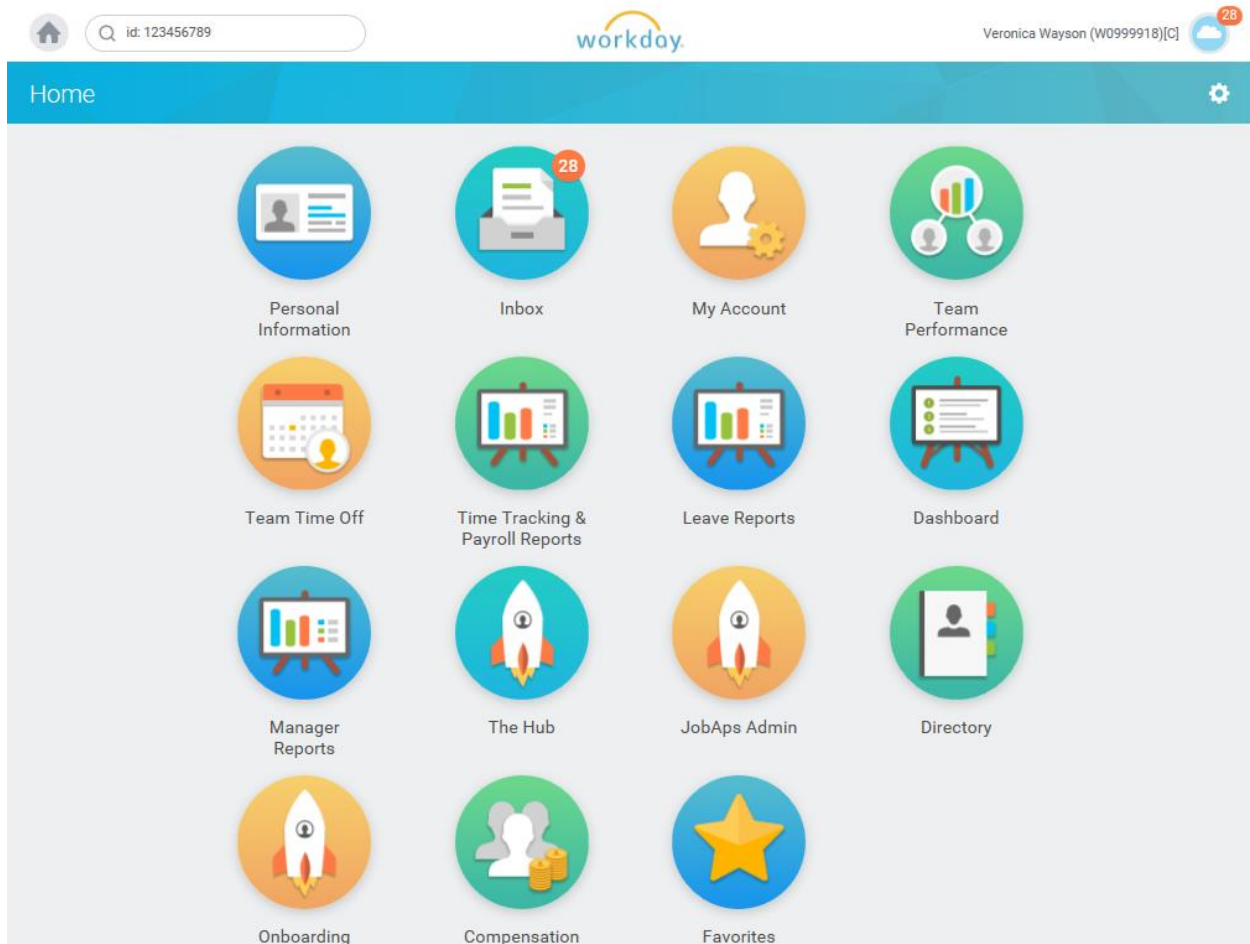 id: 123456789
workday.
Veronica Wayson (W0999918)[C]
28
Home
28
Personal
Information
Inbox
My Account
Team
Performance
Team Time Off
Time Tracking &
Payroll Reports
Leave Reports
Dashboard
Manager
Reports
The Hub
JobAps Admin
Directory
Onboarding
Compensation
Favorites